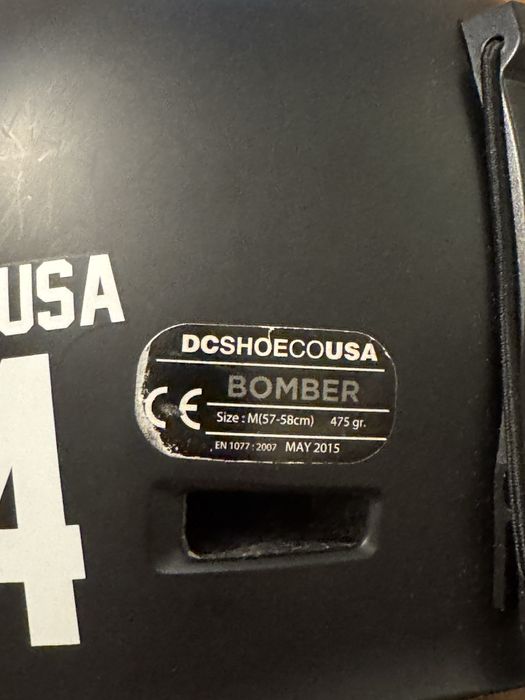 USA
4
DCSHOECOUSA
BOMBER
CE
Size : M(57-58cm) 475 gr.
EN 1077 : 2007 MAY 2015